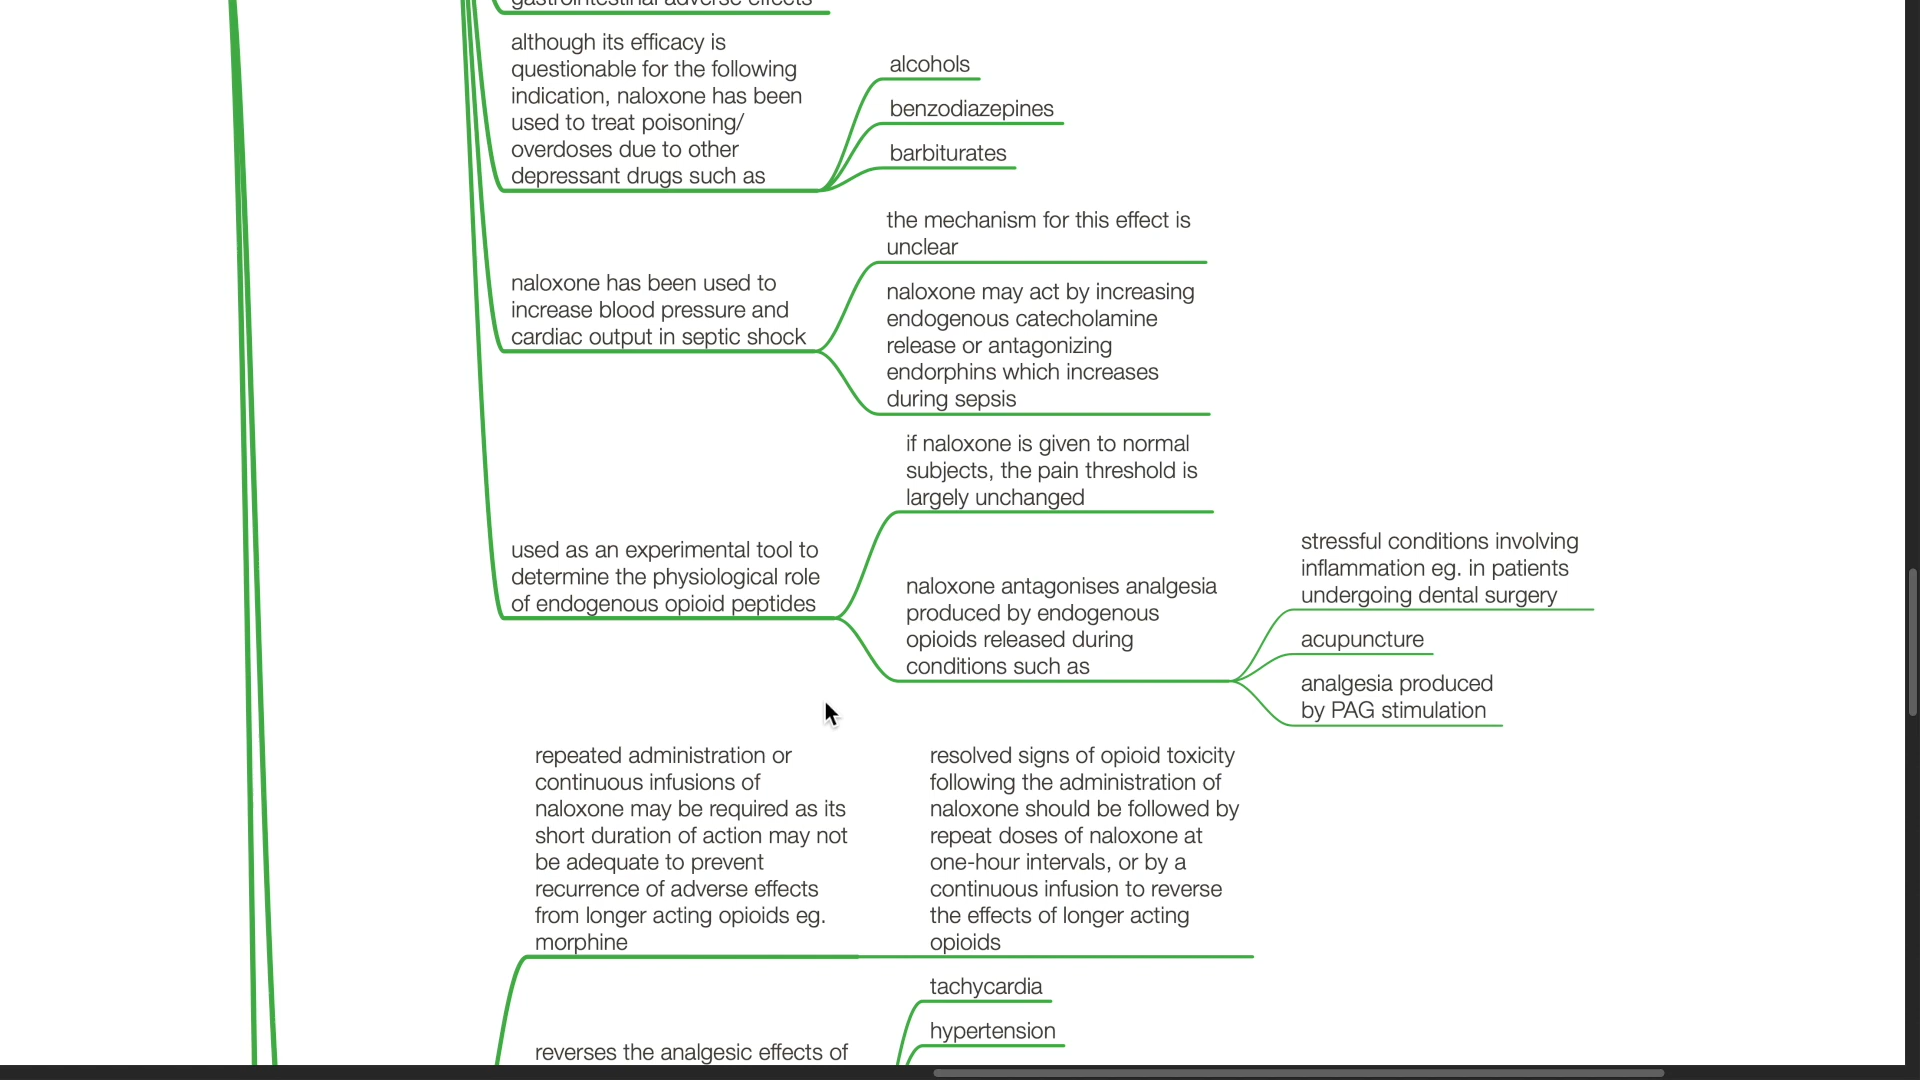 gastrointestinal adverse effects
although its efficacy is
questionable for the following
indication, naloxone has been
used to treat poisoning/
overdoses due to other
depressant drugs such as
alcohols
benzodiazepines
barbiturates
naloxone has been used to
increase blood pressure and
cardiac output in septic shock
the mechanism for this effect is
unclear
naloxone may act by increasing
endogenous catecholamine
release or antagonizing
endorphins which increases
during sepsis
used as an experimental tool to
determine the physiological role
of endogenous opioid peptides
if naloxone is given to normal
subjects, the pain threshold is
largely unchanged
naloxone antagonises analgesia
produced by endogenous
opioids released during
conditions such as
stressful conditions involving
inflammation eg. in patients
undergoing dental surgery
acupuncture
analgesia produced
by PAG stimulation
repeated administration or
continuous infusions of
naloxone may be required as its
short duration of action may not
be adequate to prevent
recurrence of adverse effects
from longer acting opioids eg.
morphine
resolved signs of opioid toxicity
following the administration of
naloxone should be followed by
repeat doses of naloxone at
one-hour intervals, or by a
continuous infusion to reverse
the effects of longer acting
opioids
reverses the analgesic effects of
tachycardia
hypertension